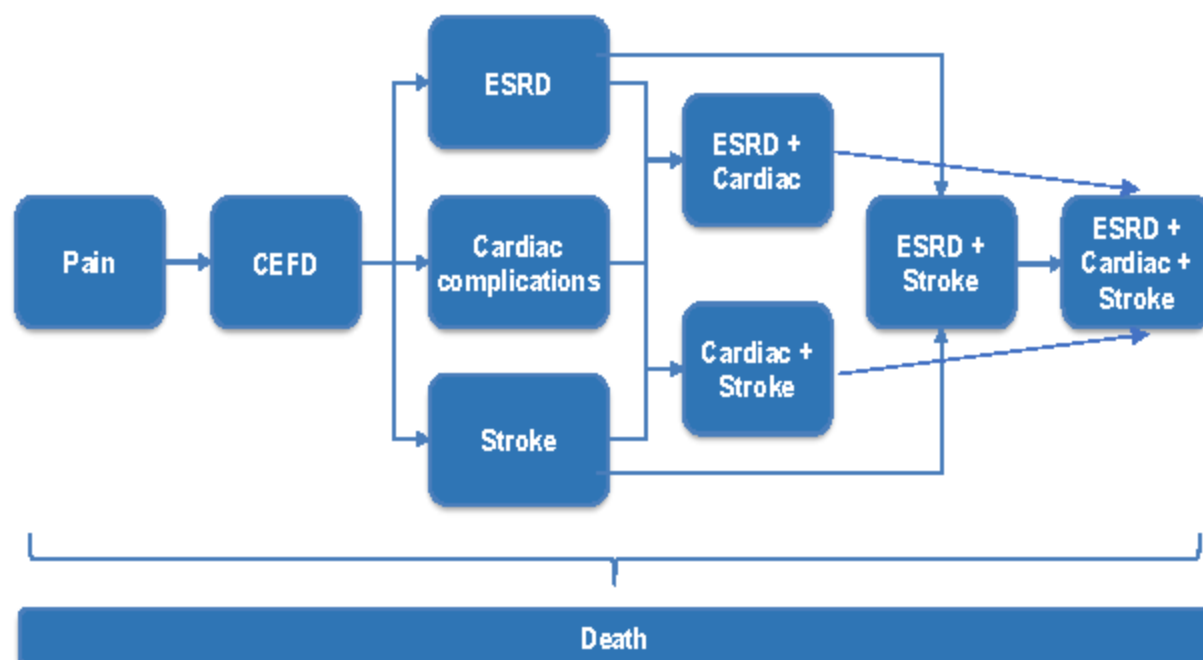 ESRD
ESRD +
Cardiac
Pain
CEFD
Cardiac
complications
ESRD +
Stroke
ESRD +
Cardiac +
Stroke
Cardiac +
Stroke
Stroke
Death